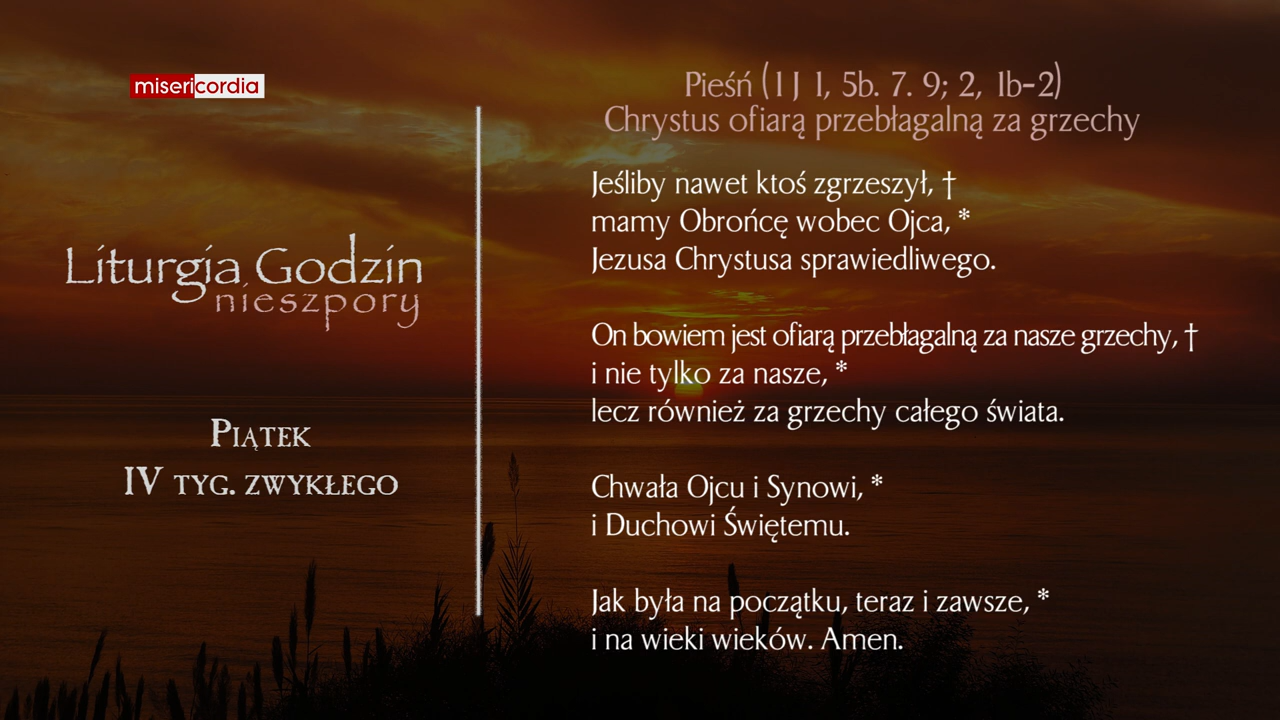 misericordia
Liturgia Godzin
nieszpory
Piątek
IV tyg. zwykłego
Pieśń (1 J 1, 5b. 7. 9; 2, 1b-2)
Chrystus ofiarą przebłagalną za grzechy
Jeśliby nawet ktoś zgrzeszył, †
mamy Obrońcę wobec Ojca, *
Jezusa Chrystusa sprawiedliwego.
On bowiem jest ofiarą przebłagalną za nasze grzechy, †
i nie tylko za nasze, *
lecz również za grzechy całego świata.
Chwała Ojcu i Synowi, *
i Duchowi Świętemu.
Jak była na początku, teraz i zawsze, *
i na wieki wieków. Amen.